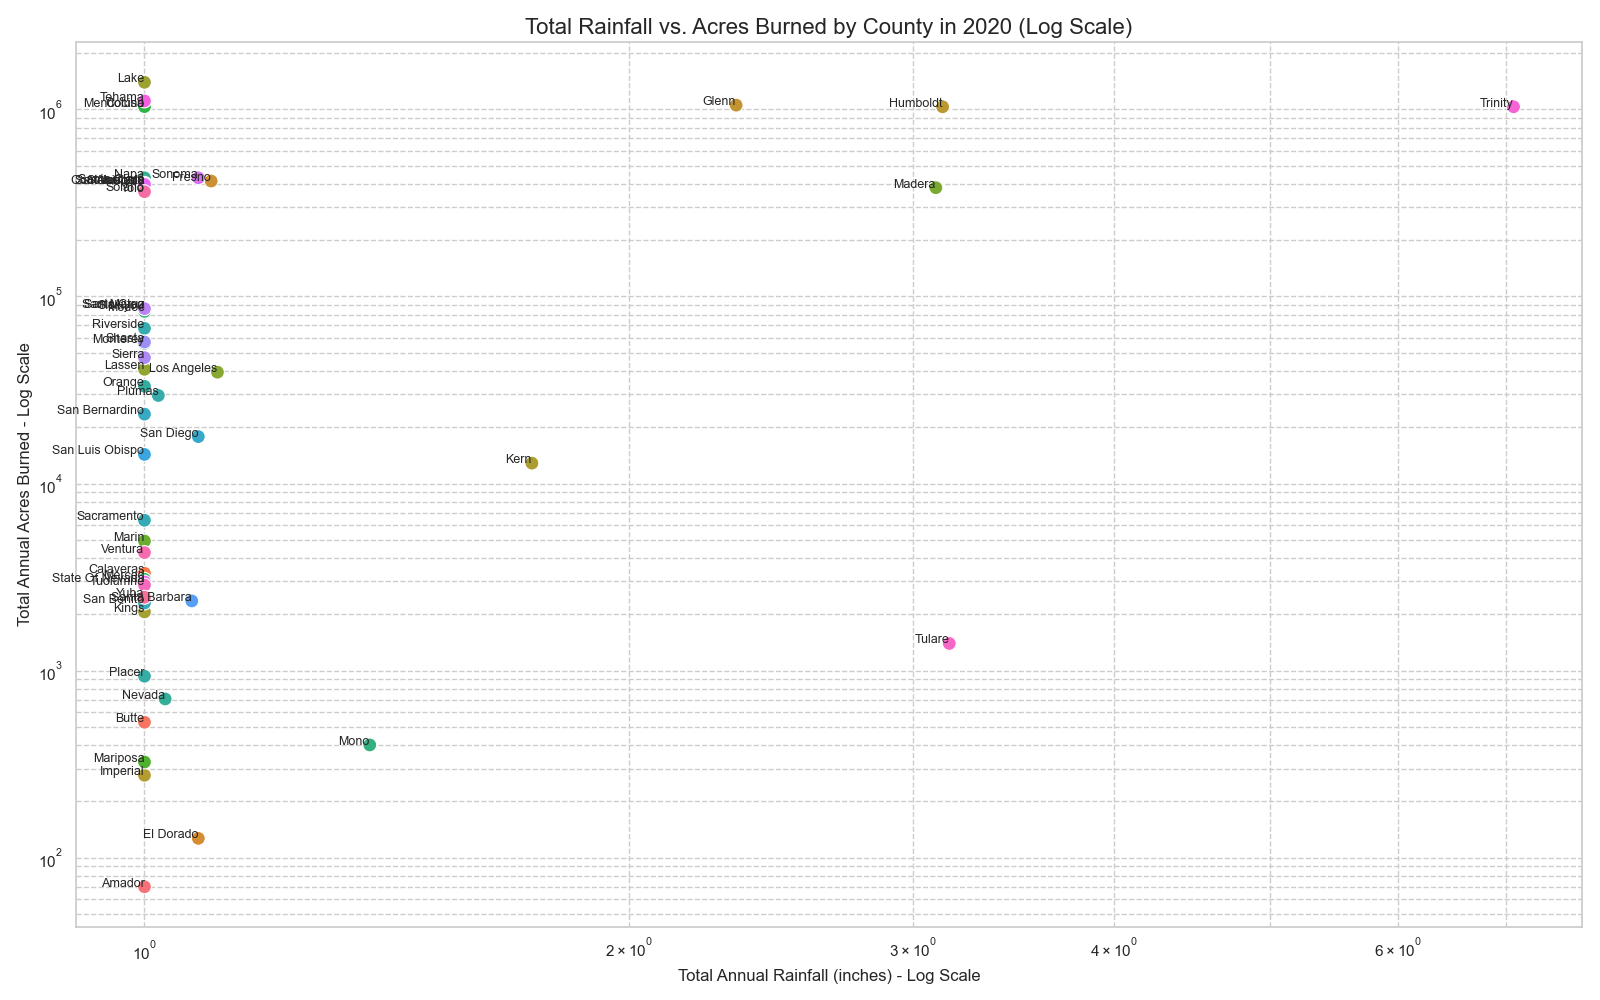 Total Rainfall vs. Acres Burned by County in 2020 (Log Scale)
Total Annual Acres Burned - Log Scale
10^6
10^5
10^4
10^3
10^2
Lake
Tehama
Glenn
Humboldt
Trinity
Napa
Sonoma
Fresno
Madera
Riverside
Monterey
Sierra
Lassen
Los Angeles
Orange
Plumas
San Bernardino
San Diego
San Luis Obispo
Kern
Sacramento
Marin
Ventura
Calaveras
State Of Nevada
Tuolumne
Yuba
Santa Barbara
San Benito
Kings
Tulare
Placer
Nevada
Butte
Mono
Mariposa
Imperial
El Dorado
Amador
10^0
2 × 10^0
3 × 10^0
4 × 10^0
6 × 10^0
Total Annual Rainfall (inches) - Log Scale